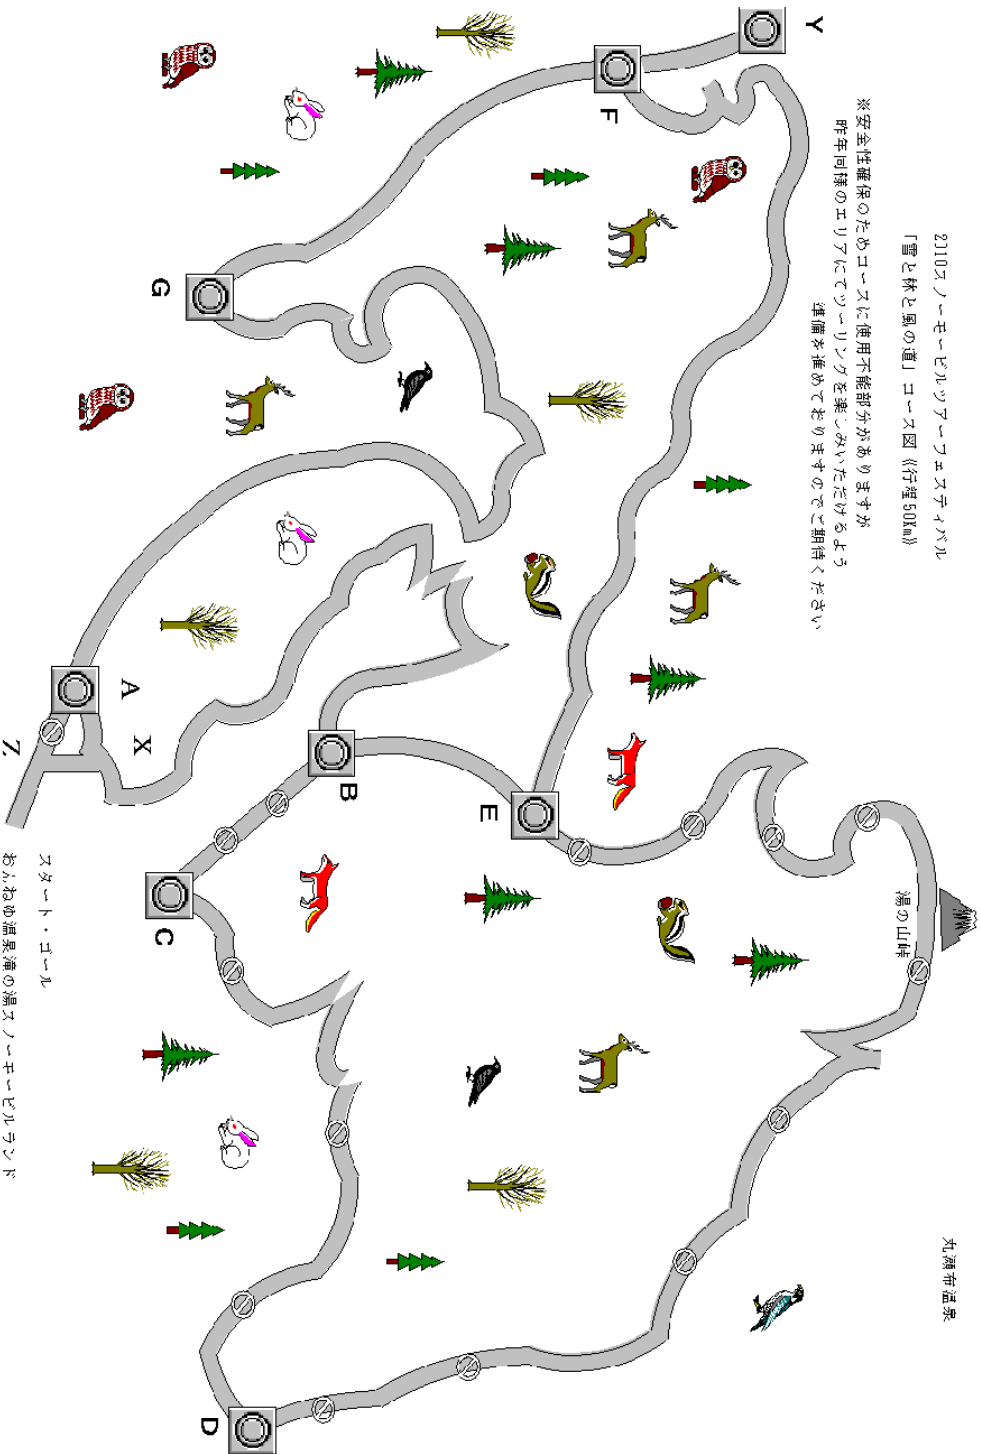 2010スノーモービルツアーフェスティバル
「雪と林と風の道」コース図《行程50Km》
※安全性確保のためコースに使用不能部分がありますが
昨年同様のエリアにてツーリングを楽しみいただけるよう
準備を進めておりますのでご期待ください
丸瀬布温泉
湯の山峠
Y
F
G
A
X
Z
B
E
C
D
スタート・ゴール
おんねゆ温泉滝の湯スノーモービルランド